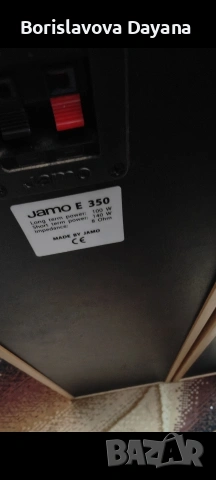 Borislavova Dayana
Jamo
Jamo E 350
Long term power: 100 W
Short term power: 140 W
Impedance: 6 Ohm
MADE BY JAMO
CE
BAZAR
bg